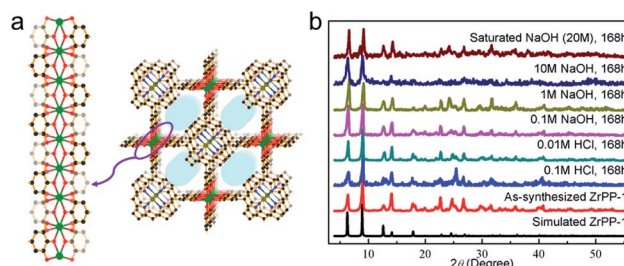 a
b
Saturated NaOH (20M), 168h
10M NaOH, 168h
1M NaOH, 168h
0.1M NaOH, 168h
0.01M HCl, 168h
0.1M HCl, 168h
As-synthesized ZrPP-1
Simulated ZrPP-1
10 20 30 40 50
2θ (Degree)